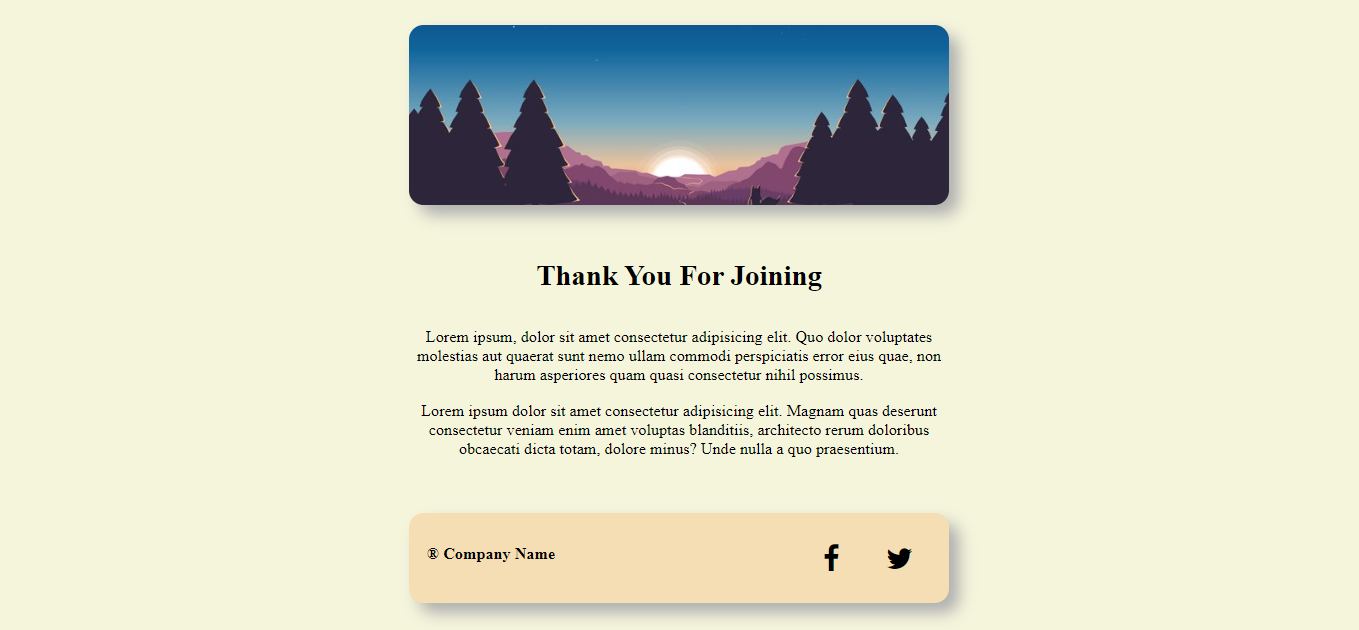 Thank You For Joining
Lorem ipsum, dolor sit amet consectetur adipisicing elit. Quo dolor voluptates
molestias aut quaerat sunt nemo ullam commodi perspiciatis error eius quae, non
harum asperiores quam quasi consectetur nihil possimus.
Lorem ipsum dolor sit amet consectetur adipisicing elit. Magnam quas deserunt
consectetur veniam enim amet voluptas blanditiis, architecto rerum doloribus
obcaecati dicta totam, dolore minus? Unde nulla a quo praesentium.
® Company Name